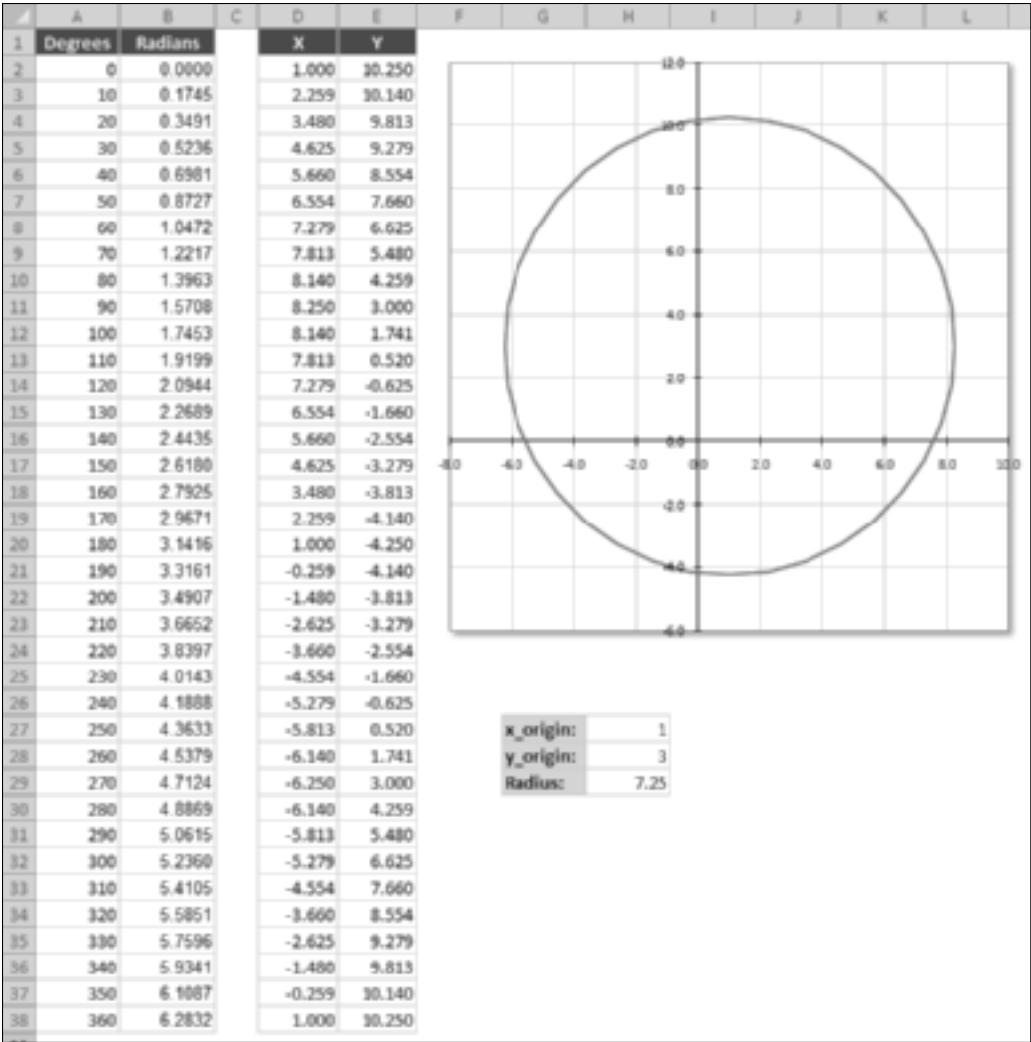 A B C D E F G H I J K L
1 Degrees Radians X Y
2 0 0.0000 1.000 10.250
3 10 0.1745 2.259 10.140
4 20 0.3491 3.480 9.813
5 30 0.5236 4.625 9.279
6 40 0.6981 5.660 8.554
7 50 0.8727 6.554 7.660
8 60 1.0472 7.279 6.625
9 70 1.2217 7.813 5.480
10 80 1.3963 8.140 4.259
11 90 1.5708 8.250 3.000
12 100 1.7453 8.140 1.741
13 110 1.9199 7.813 0.520
14 120 2.0944 7.279 -0.625
15 130 2.2689 6.554 -1.660
16 140 2.4435 5.660 -2.554
17 150 2.6180 4.625 -3.279
18 160 2.7925 3.480 -3.813
19 170 2.9671 2.259 -4.140
20 180 3.1416 1.000 -4.250
21 190 3.3161 -0.259 -4.140
22 200 3.4907 -1.480 -3.813
23 210 3.6652 -2.625 -3.279
24 220 3.8397 -3.660 -2.554
25 230 4.0143 -4.554 -1.660
26 240 4.1888 -5.279 -0.625
27 250 4.3633 -5.813 0.520
28 260 4.5379 -6.140 1.741
29 270 4.7124 -6.250 3.000
30 280 4.8869 -6.140 4.259
31 290 5.0615 -5.813 5.480
32 300 5.2360 -5.279 6.625
33 310 5.4105 -4.554 7.660
34 320 5.5851 -3.660 8.554
35 330 5.7596 -2.625 9.279
36 340 5.9341 -1.480 9.813
37 350 6.1087 -0.259 10.140
38 360 6.2832 1.000 10.250
12.0
10.0
8.0
6.0
4.0
2.0
0.0
-8.0 -6.0 -4.0 -2.0 0.0 2.0 4.0 6.0 8.0 10.0
-2.0
-4.0
-6.0
x_origin: 1
y_origin: 3
Radius: 7.25